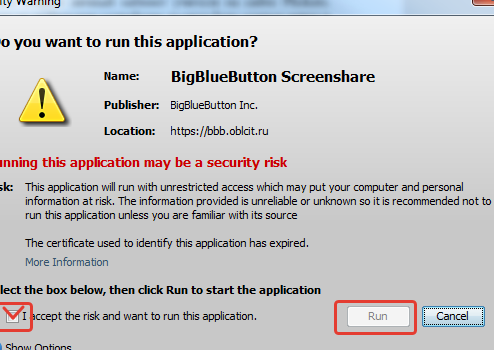 ty Warning
Do you want to run this application?
Name: BigBlueButton Screenshare
Publisher: BigBlueButton Inc.
Location: https://bbb.oblcit.ru
unning this application may be a security risk
sk: This application will run with unrestricted access which may put your computer and personal
information at risk. The information provided is unreliable or unknown so it is recommended not to
run this application unless you are familiar with its source
The certificate used to identify this application has expired.
More Information
lect the box below, then click Run to start the application
I accept the risk and want to run this application.
Run
Cancel
Show Options